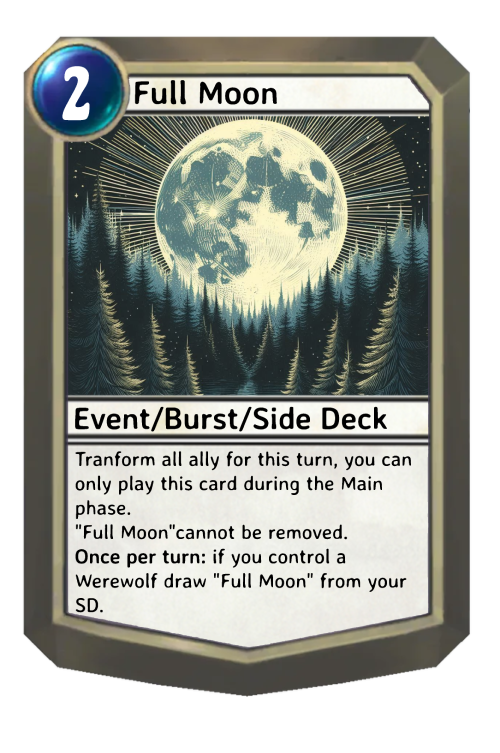 2
Full Moon
Event/Burst/Side Deck
Tranform all ally for this turn, you can
only play this card during the Main
phase.
"Full Moon"cannot be removed.
Once per turn: if you control a
Werewolf draw "Full Moon" from your
SD.